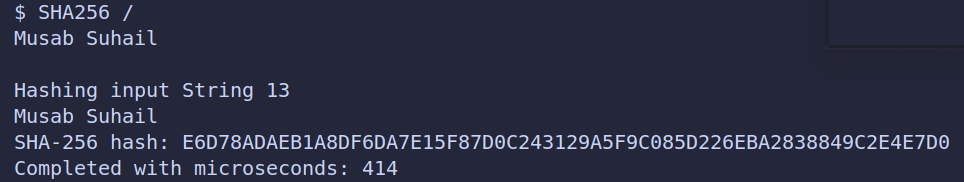 $ SHA256 /
Musab Suhail
Hashing input String 13
Musab Suhail
SHA-256 hash: E6D78ADAEB1A8DF6DA7E15F87D0C243129A5F9C085D226EBA2838849C2E4E7D0
Completed with microseconds: 414